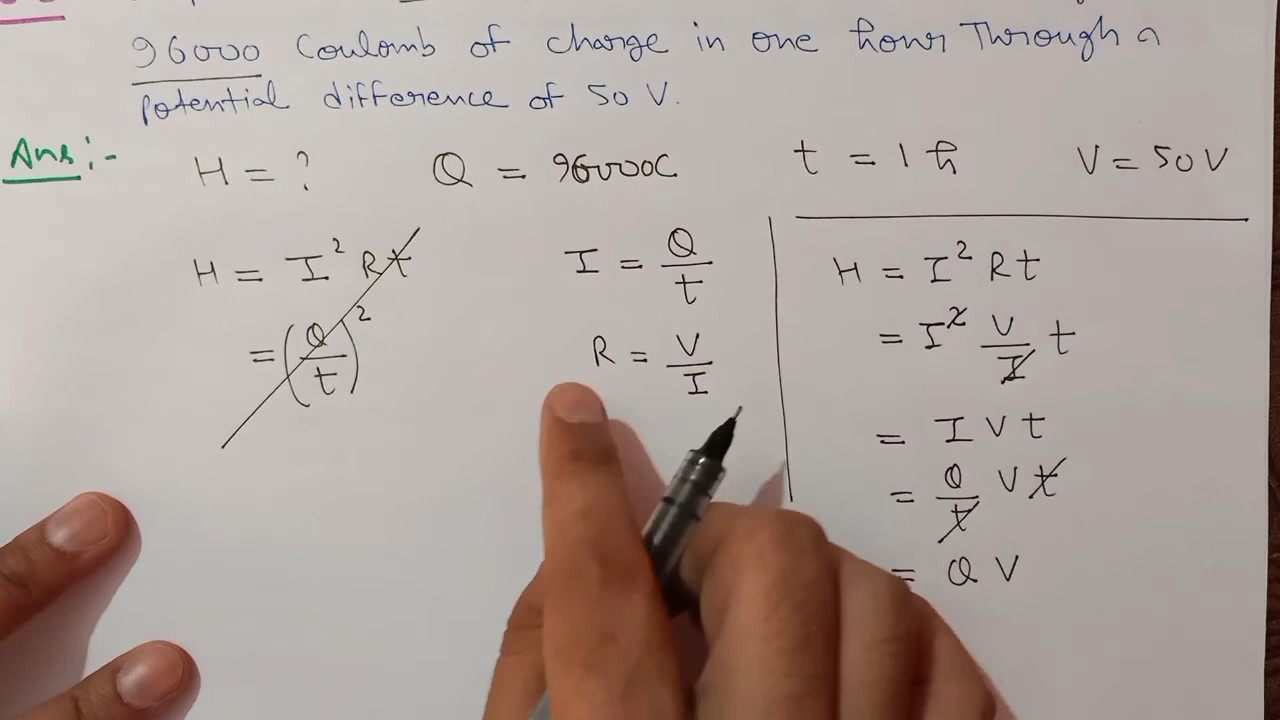 96000 Coulomb of charge in one hour Through a
potential difference of 50 V.
Ans:- H = ? Q = 96000C t = 1 h V = 50 V
H = I² R t
= (Q/t)²
I = Q/t
R = V/I
H = I² R t
= I² V/I t
= I V t
= Q/t V t
= Q V